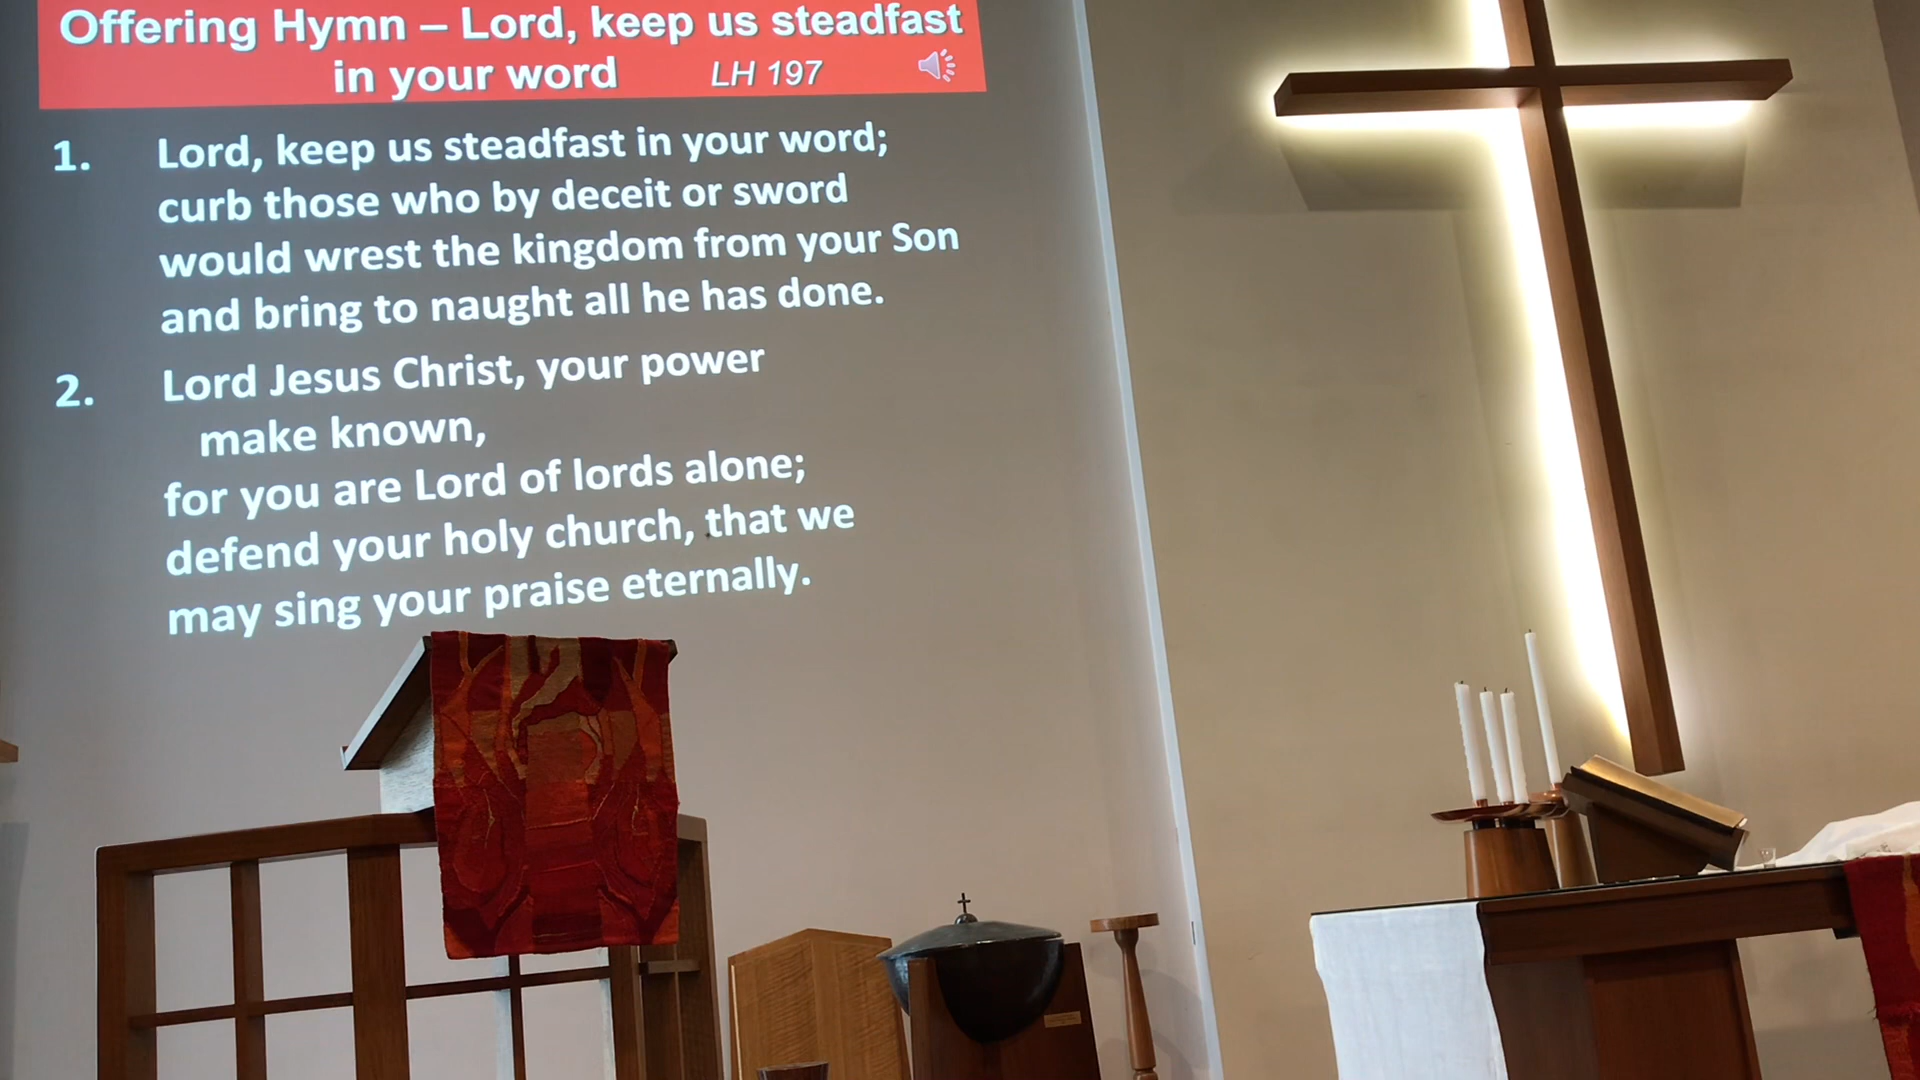 Offering Hymn – Lord, keep us steadfast
in your word LH 197
1. Lord, keep us steadfast in your word;
curb those who by deceit or sword
would wrest the kingdom from your Son
and bring to naught all he has done.
2. Lord Jesus Christ, your power
make known,
for you are Lord of lords alone;
defend your holy church, that we
may sing your praise eternally.